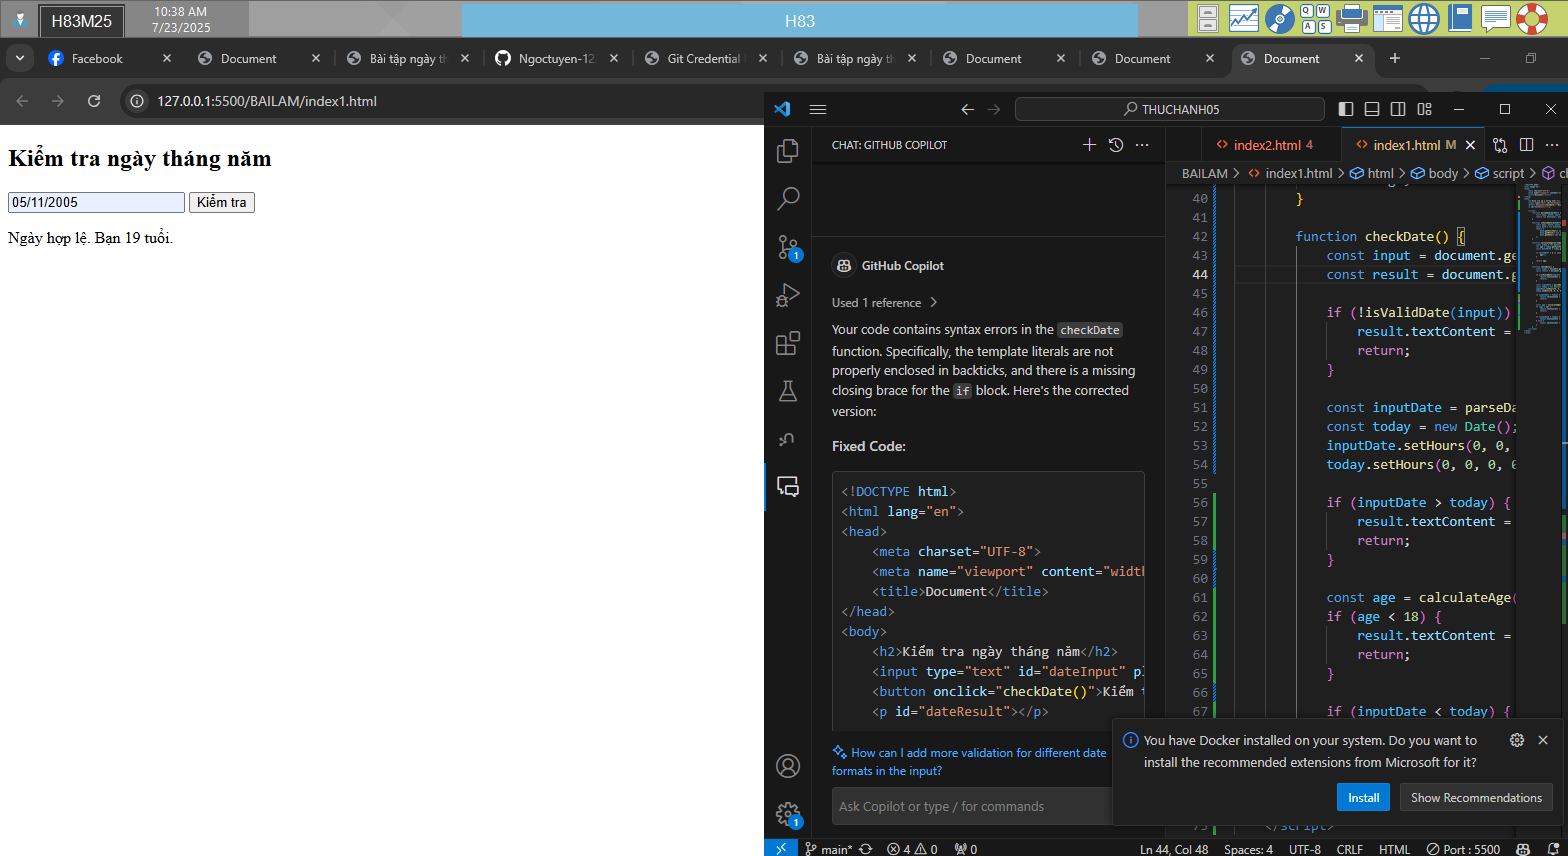 H83M25
10:38 AM
7/23/2025
H83
Facebook
Document
Bài tập ngày th
Ngoctuyen-12
Git Credential
Bài tập ngày th
Document
Document
Document
127.0.0.1:5500/BAILAM/index1.html
Kiểm tra ngày tháng năm
05/11/2005
Kiểm tra
Ngày hợp lệ. Bạn 19 tuổi.
THUCHANH05
CHAT: GITHUB COPILOT
GitHub Copilot
Used 1 reference
Your code contains syntax errors in the checkDate
function. Specifically, the template literals are not
properly enclosed in backticks, and there is a missing
closing brace for the if block. Here's the corrected
version:
Fixed Code:
<!DOCTYPE html>
<html lang="en">
<head>
<meta charset="UTF-8">
<meta name="viewport" content="width
<title>Document</title>
</head>
<body>
<h2>Kiểm tra ngày tháng năm</h2>
<input type="text" id="dateInput" pl
<button onclick="checkDate()">Kiểm t
<p id="dateResult"></p>
How can I add more validation for different date
formats in the input?
Ask Copilot or type / for commands
index2.html 4
index1.html M
BAILAM > index1.html > html > body > script > c
40 }
41
42 function checkDate() {
43 const input = document.ge
44 const result = document.g
45
46 if (!isValidDate(input))
47 result.textContent =
48 return;
49 }
50
51 const inputDate = parseDa
52 const today = new Date();
53 inputDate.setHours(0, 0,
54 today.setHours(0, 0, 0, 0
55
56 if (inputDate > today) {
57 result.textContent =
58 return;
59 }
60
61 const age = calculateAge(
62 if (age < 18) {
63 result.textContent =
64 return;
65 }
66
67 if (inputDate < today) {
You have Docker installed on your system. Do you want to
install the recommended extensions from Microsoft for it?
Install
Show Recommendations
1
1
main*
4
0
0
Ln 44, Col 48
Spaces: 4
UTF-8
CRLF
HTML
Port : 5500